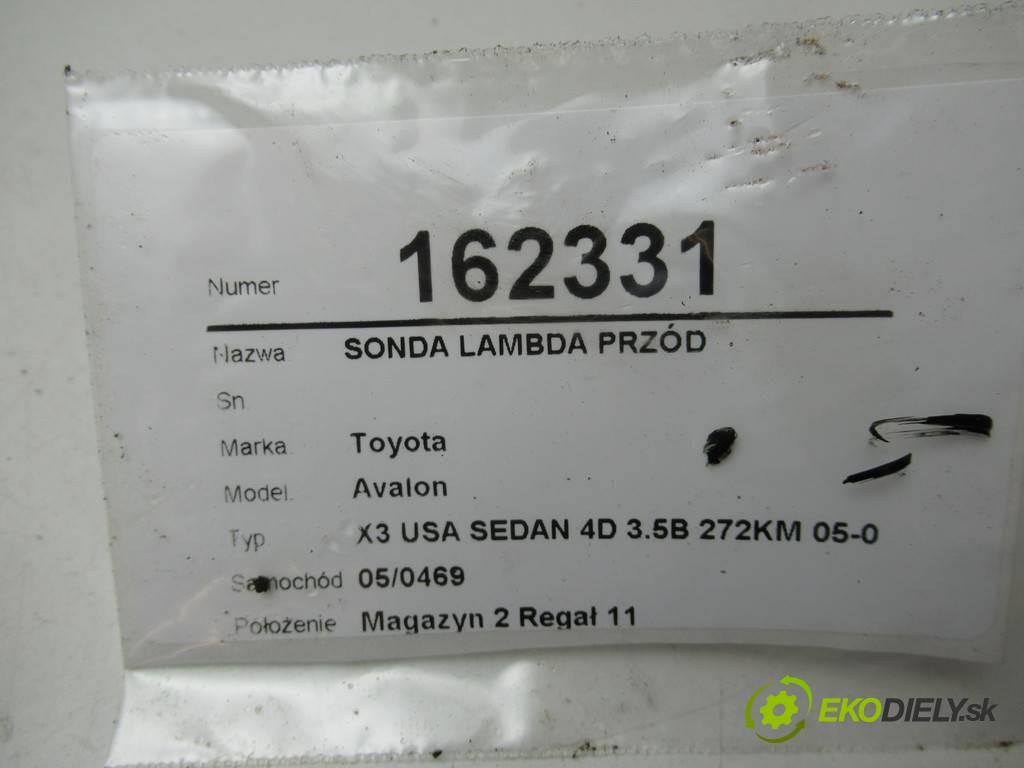 Numer 162331
Nazwa SONDA LAMBDA PRZÓD
Sn.
Marka Toyota
Model. Avalon
Typ X3 USA SEDAN 4D 3.5B 272KM 05-0
Samochód 05/0469
Położenie Magazyn 2 Regał 11
EKODIELY.sk